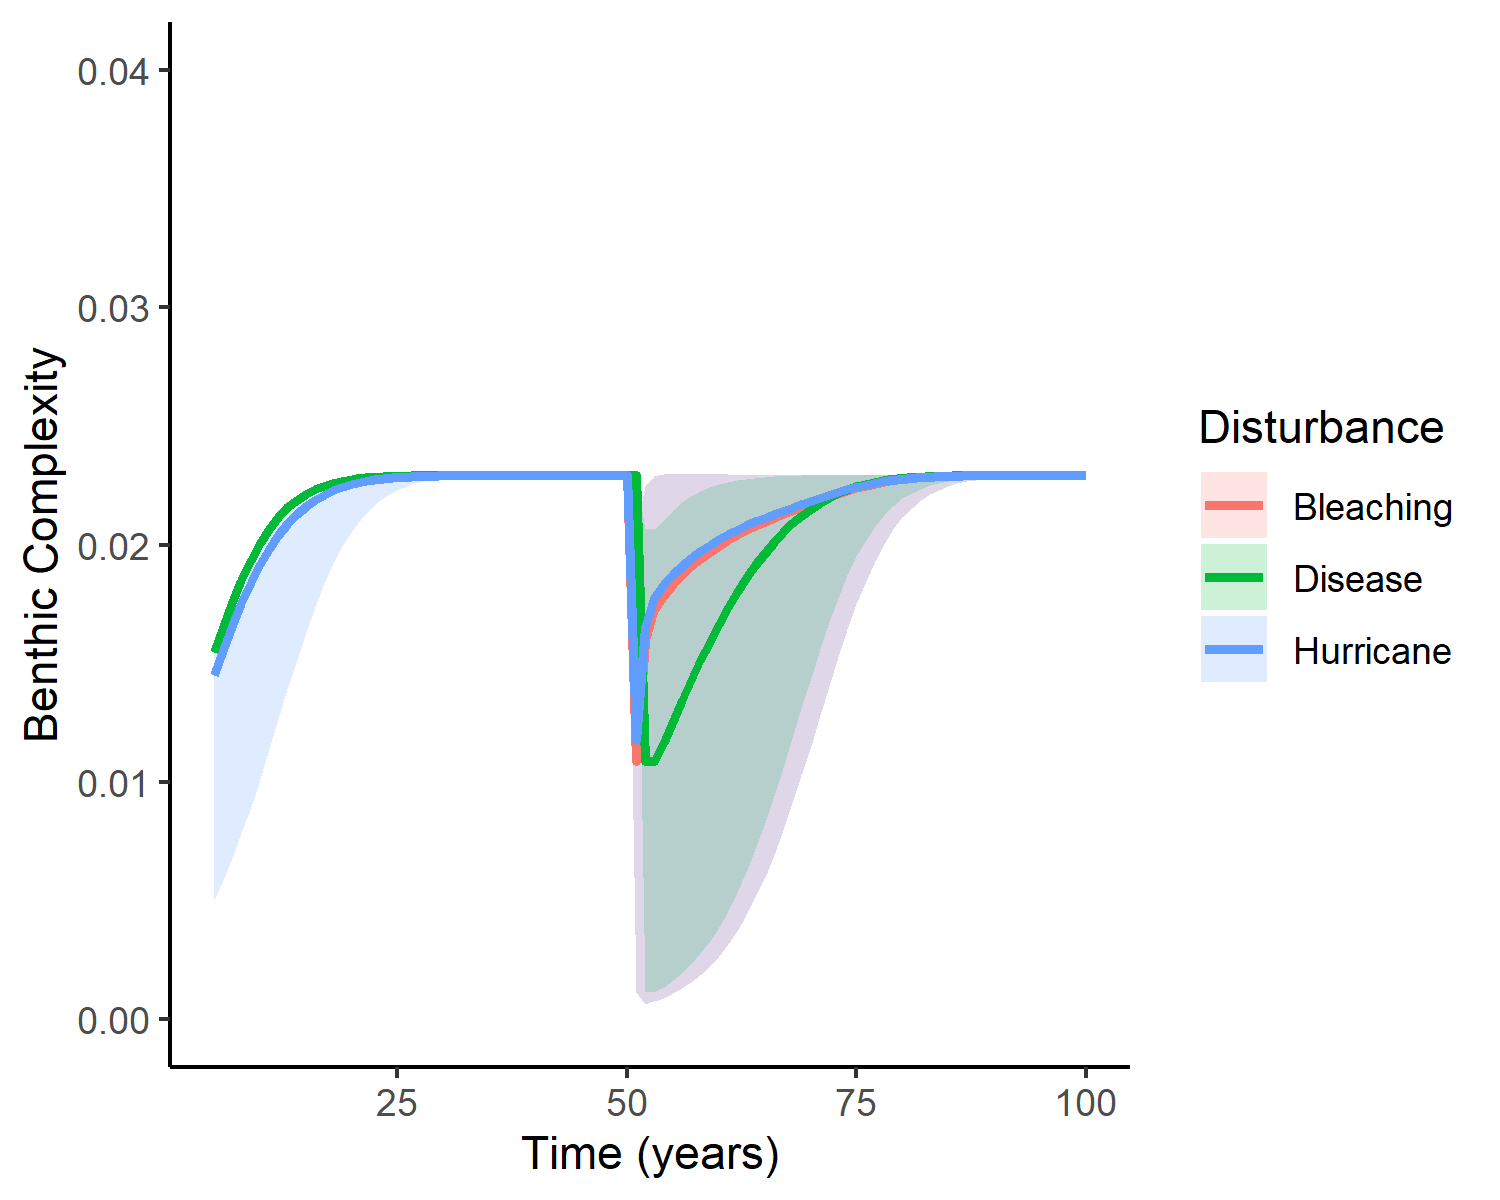 Benthic Complexity
0.04
0.03
0.02
0.01
0.00
25
50
75
100
Time (years)
Disturbance
Bleaching
Disease
Hurricane